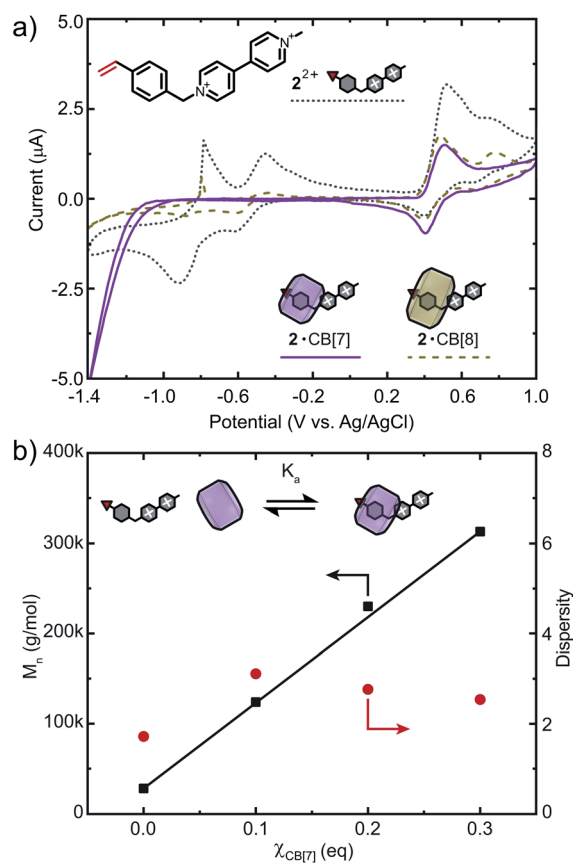 a)
5.0
2.5
0.0
-2.5
-5.0
Current (μA)
N⁺
N⁺
2²⁺
2•CB[7]
2•CB[8]
-1.4 -1.0 -0.6 -0.2 0.2 0.6 1.0
Potential (V vs. Ag/AgCl)
b)
400k
300k
200k
100k
0
Mₙ (g/mol)
Kₐ
8
6
4
2
0
Dispersity
0.0 0.1 0.2 0.3
χCB[7] (eq)